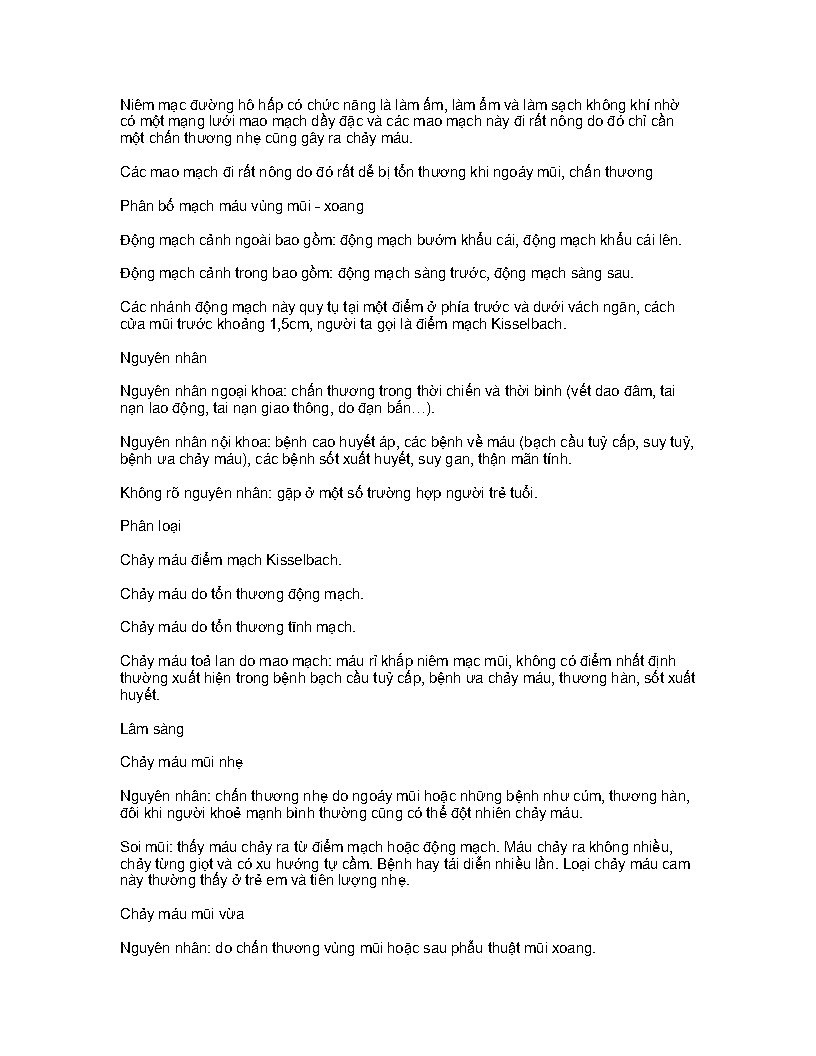 Niêm mạc đường hô hấp có chức năng là làm ấm, làm ẩm và làm sạch không khí nhờ
có một mạng lưới mao mạch dầy đặc và các mao mạch này đi rất nông do đó chỉ cần
một chấn thương nhẹ cũng gây ra chảy máu.
Các mao mạch đi rất nông do đó rất dễ bị tổn thương khi ngoáy mũi, chấn thương
Phân bố mạch máu vùng mũi - xoang
Động mạch cảnh ngoài bao gồm: động mạch bướm khẩu cái, động mạch khẩu cái lên.
Động mạch cảnh trong bao gồm: động mạch sàng trước, động mạch sàng sau.
Các nhánh động mạch này quy tụ tại một điểm ở phía trước và dưới vách ngăn, cách
cửa mũi trước khoảng 1,5cm, người ta gọi là điểm mạch Kisselbach.
Nguyên nhân
Nguyên nhân ngoại khoa: chấn thương trong thời chiến và thời bình (vết dao đâm, tai
nạn lao động, tai nạn giao thông, do đạn bắn…).
Nguyên nhân nội khoa: bệnh cao huyết áp, các bệnh về máu (bạch cầu tuỷ cấp, suy tuỷ,
bệnh ưa chảy máu), các bệnh sốt xuất huyết, suy gan, thận mãn tính.
Không rõ nguyên nhân: gặp ở một số trường hợp người trẻ tuổi.
Phân loại
Chảy máu điểm mạch Kisselbach.
Chảy máu do tổn thương động mạch.
Chảy máu do tổn thương tĩnh mạch.
Chảy máu toả lan do mao mạch: máu rỉ khắp niêm mạc mũi, không có điểm nhất định
thường xuất hiện trong bệnh bạch cầu tuỷ cấp, bệnh ưa chảy máu, thương hàn, sốt xuất
huyết.
Lâm sàng
Chảy máu mũi nhẹ
Nguyên nhân: chấn thương nhẹ do ngoáy mũi hoặc những bệnh như cúm, thương hàn,
đôi khi người khoẻ mạnh bình thường cũng có thể đột nhiên chảy máu.
Soi mũi: thấy máu chảy ra từ điểm mạch hoặc động mạch. Máu chảy ra không nhiều,
chảy từng giọt và có xu hướng tự cầm. Bệnh hay tái diễn nhiều lần. Loại chảy máu cam
này thường thấy ở trẻ em và tiên lượng nhẹ.
Chảy máu mũi vừa
Nguyên nhân: do chấn thương vùng mũi hoặc sau phẫu thuật mũi xoang.